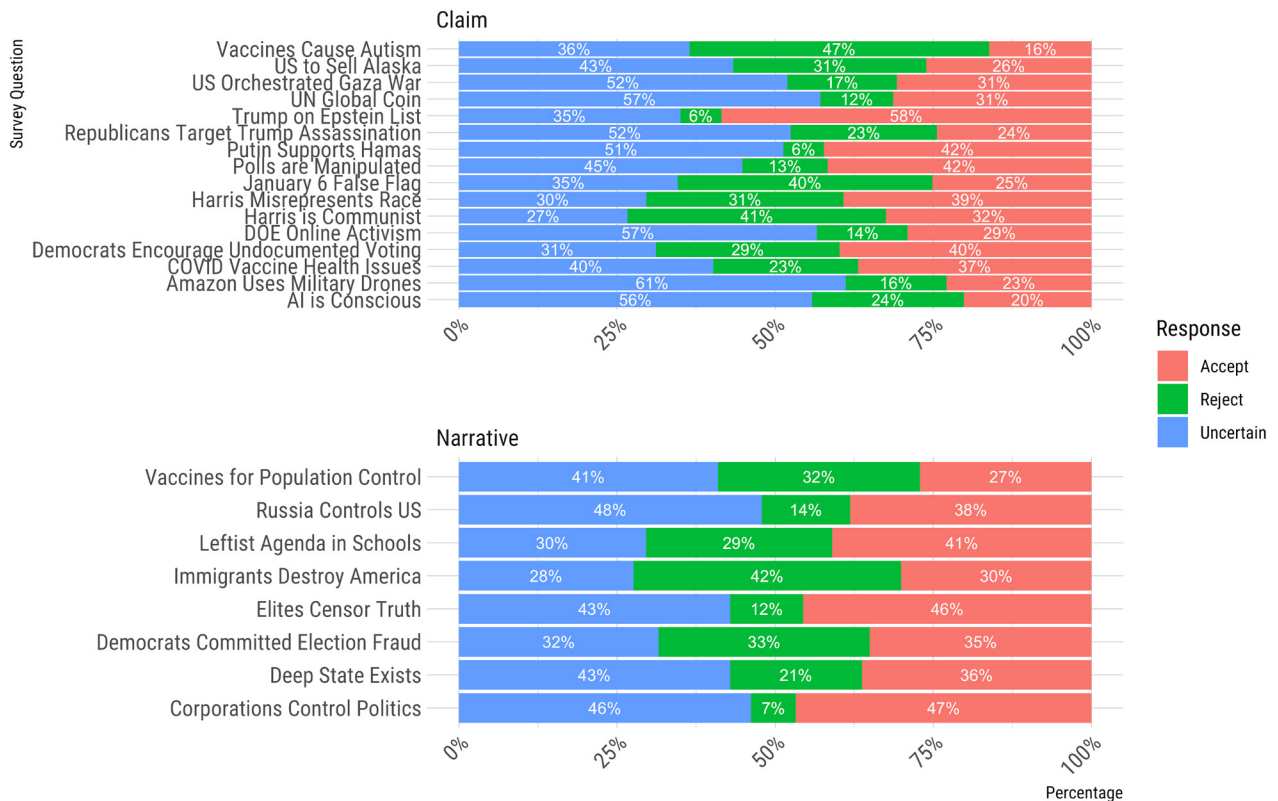 Claim
Survey Question
Vaccines Cause Autism 36% 47% 16%
US to Sell Alaska 43% 31% 26%
US Orchestrated Gaza War 52% 17% 31%
UN Global Coin 57% 12% 31%
Trump on Epstein List 35% 6% 58%
Republicans Target Trump Assassination 52% 23% 24%
Putin Supports Hamas 51% 6% 42%
Polls are Manipulated 45% 13% 42%
January 6 False Flag 35% 40% 25%
Harris Misrepresents Race 30% 31% 39%
Harris is Communist 27% 41% 32%
DOE Online Activism 57% 14% 29%
Democrats Encourage Undocumented Voting 31% 29% 40%
COVID Vaccine Health Issues 40% 23% 37%
Amazon Uses Military Drones 61% 16% 23%
AI is Conscious 56% 24% 20%
0% 25% 50% 75% 100%
Response
Accept
Reject
Uncertain
Narrative
Vaccines for Population Control 41% 32% 27%
Russia Controls US 48% 14% 38%
Leftist Agenda in Schools 30% 29% 41%
Immigrants Destroy America 28% 42% 30%
Elites Censor Truth 43% 12% 46%
Democrats Committed Election Fraud 32% 33% 35%
Deep State Exists 43% 21% 36%
Corporations Control Politics 46% 7% 47%
0% 25% 50% 75% 100%
Percentage